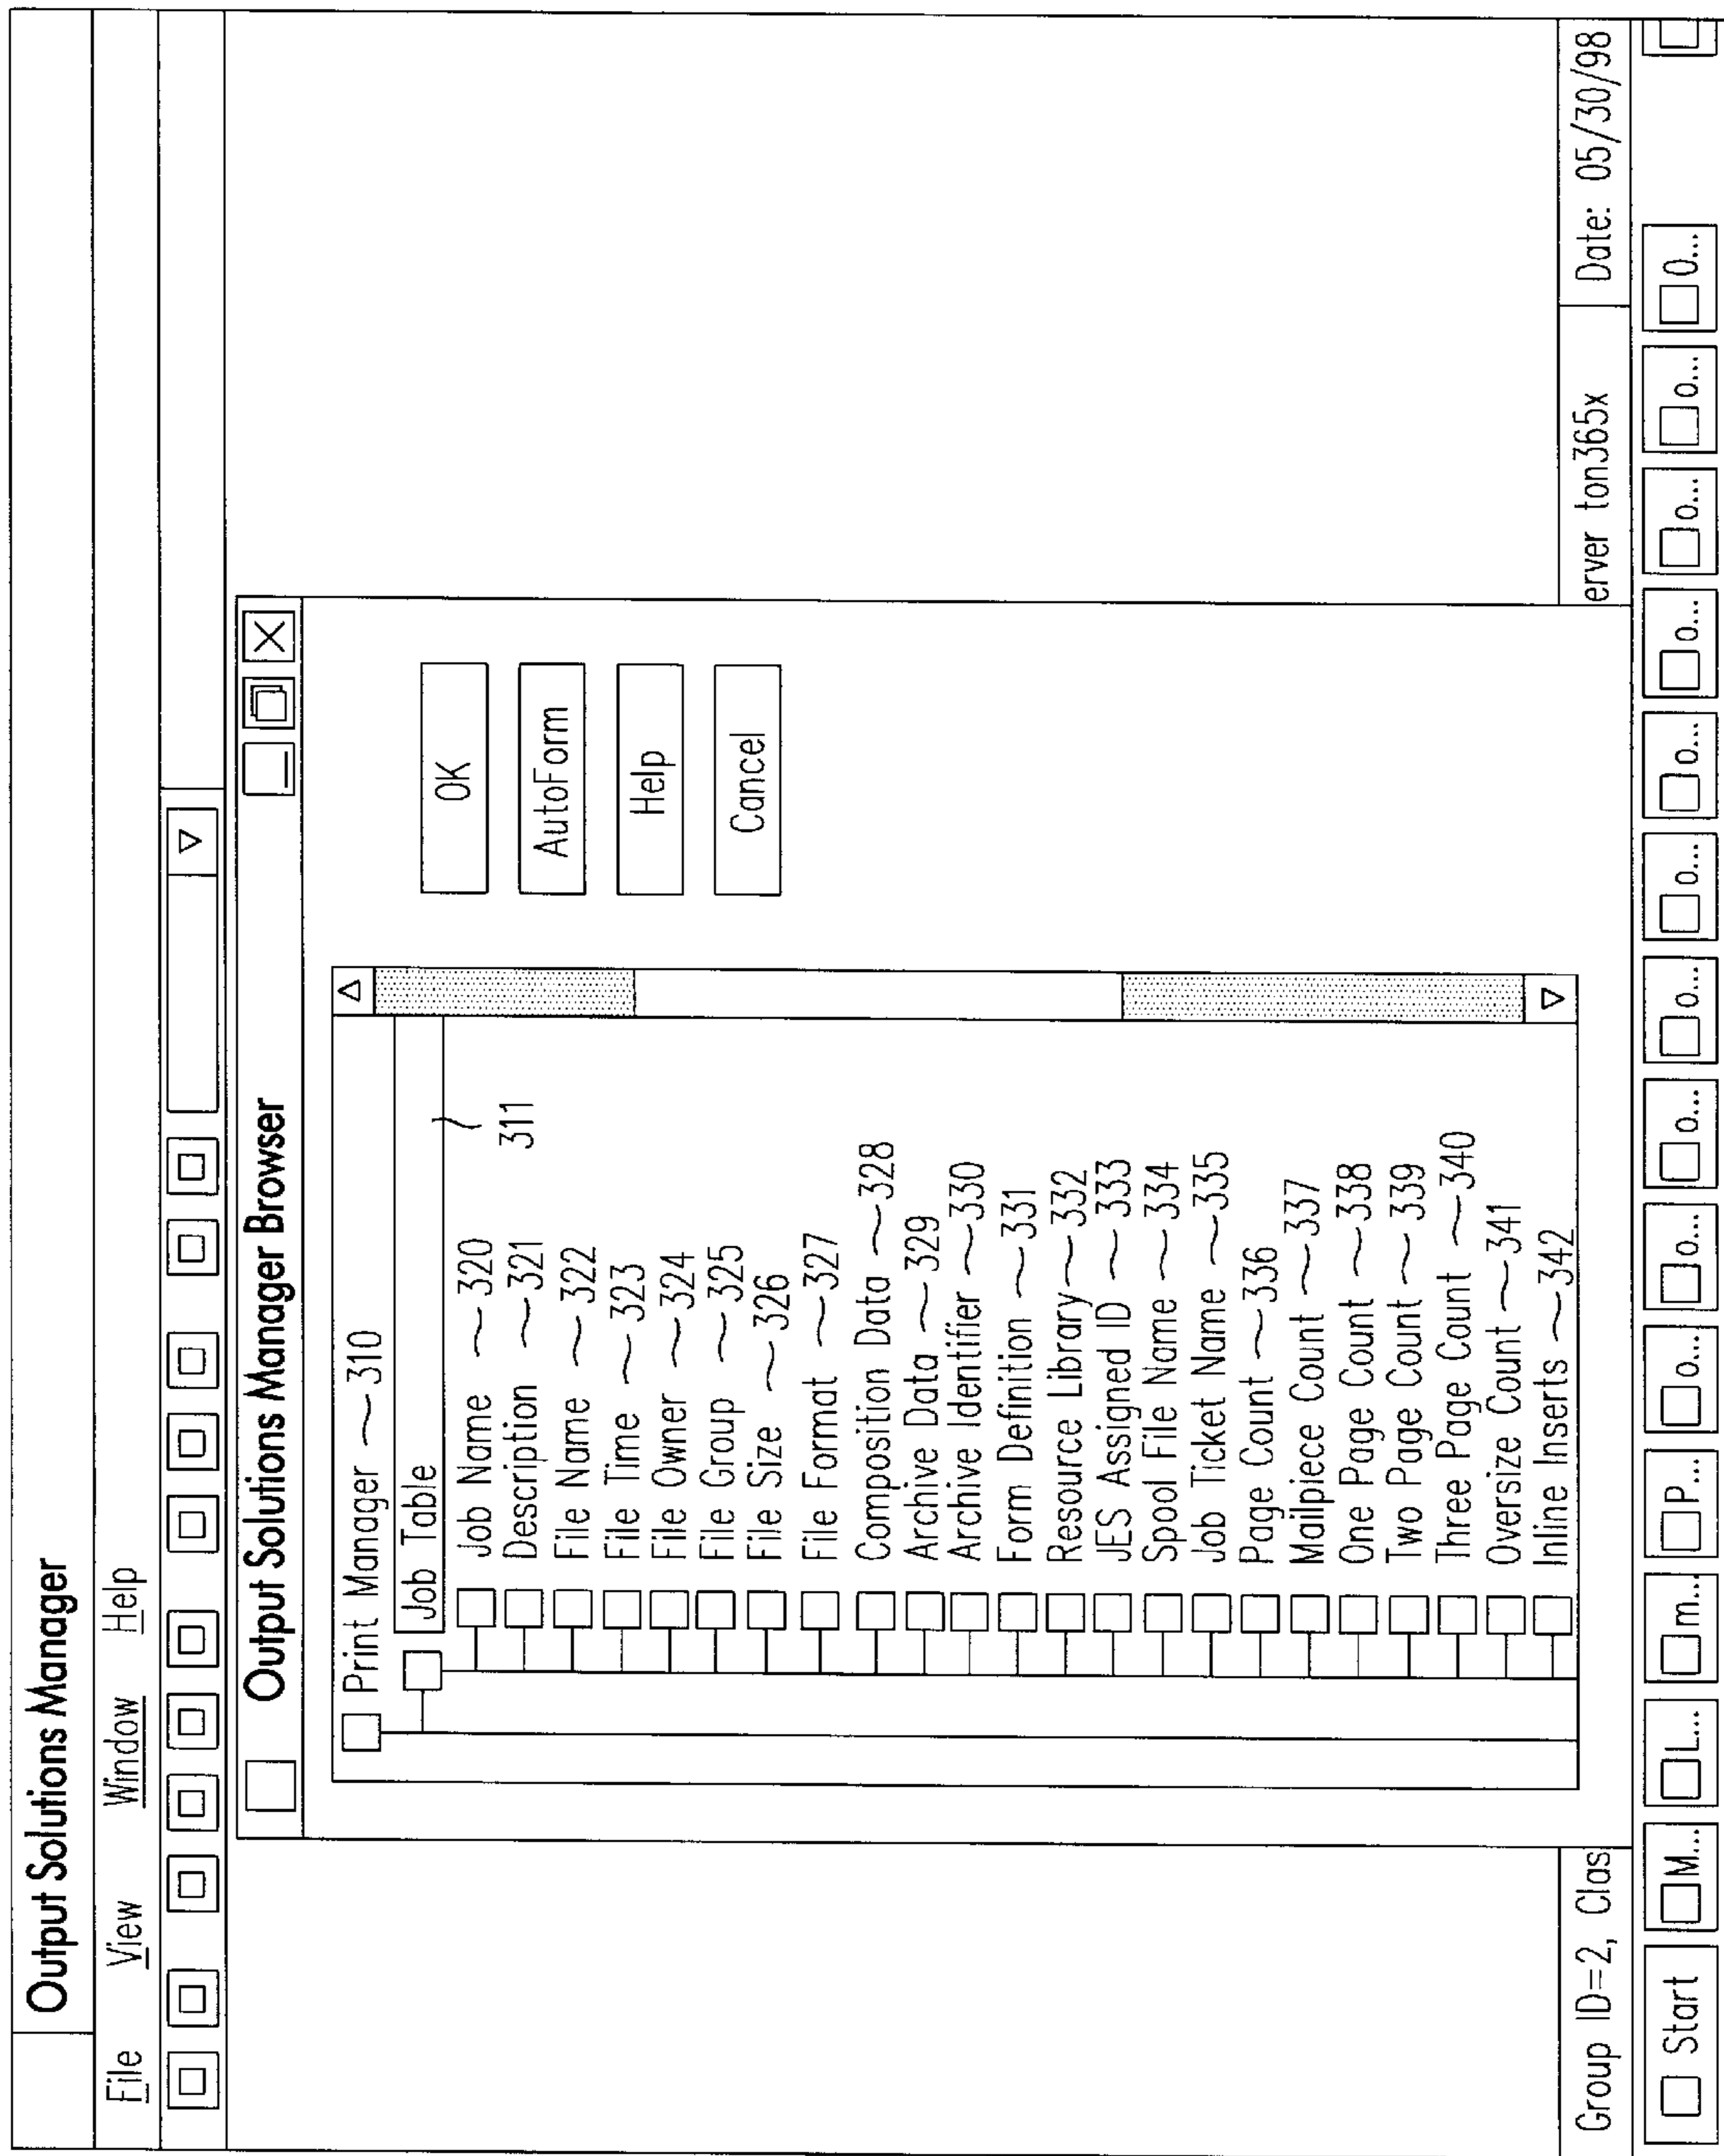 Output Solutions Manager
File View Window Help
Output Solutions Manager Browser
Print Manager ~310
Job Table
311
Job Name ~320
Description ~321
File Name ~322
File Time ~323
File Owner ~324
File Group ~325
File Size ~326
File Format ~327
Composition Data ~328
Archive Data ~329
Archive Identifier ~330
Form Definition ~331
Resource Library ~332
JES Assigned ID ~333
Spool File Name ~334
Job Ticket Name ~335
Page Count ~336
Mailpiece Count ~337
One Page Count ~338
Two Page Count ~339
Three Page Count ~340
Oversize Count ~341
Inline Inserts ~342
OK
AutoForm
Help
Cancel
Group ID=2, Clas
erver ton365x
Date: 05/30/98
Start M... L... m... P... o... o... o... o... o... o... o... o... o... O...